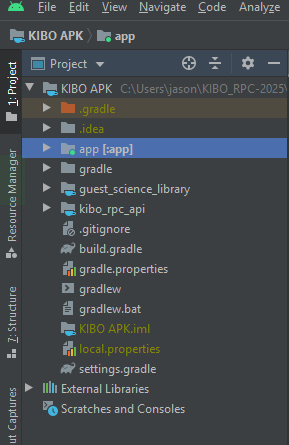 File Edit View Navigate Code Analyze
KIBO APK app
Project
KIBO APK C:\Users\jason\KIBO_RPC-2025\
.gradle
.idea
app [:app]
gradle
guest_science_library
kibo_rpc_api
.gitignore
build.gradle
gradle.properties
gradlew
gradlew.bat
KIBO APK.iml
local.properties
settings.gradle
External Libraries
Scratches and Consoles
1: Project
Resource Manager
7: Structure
ut Captures